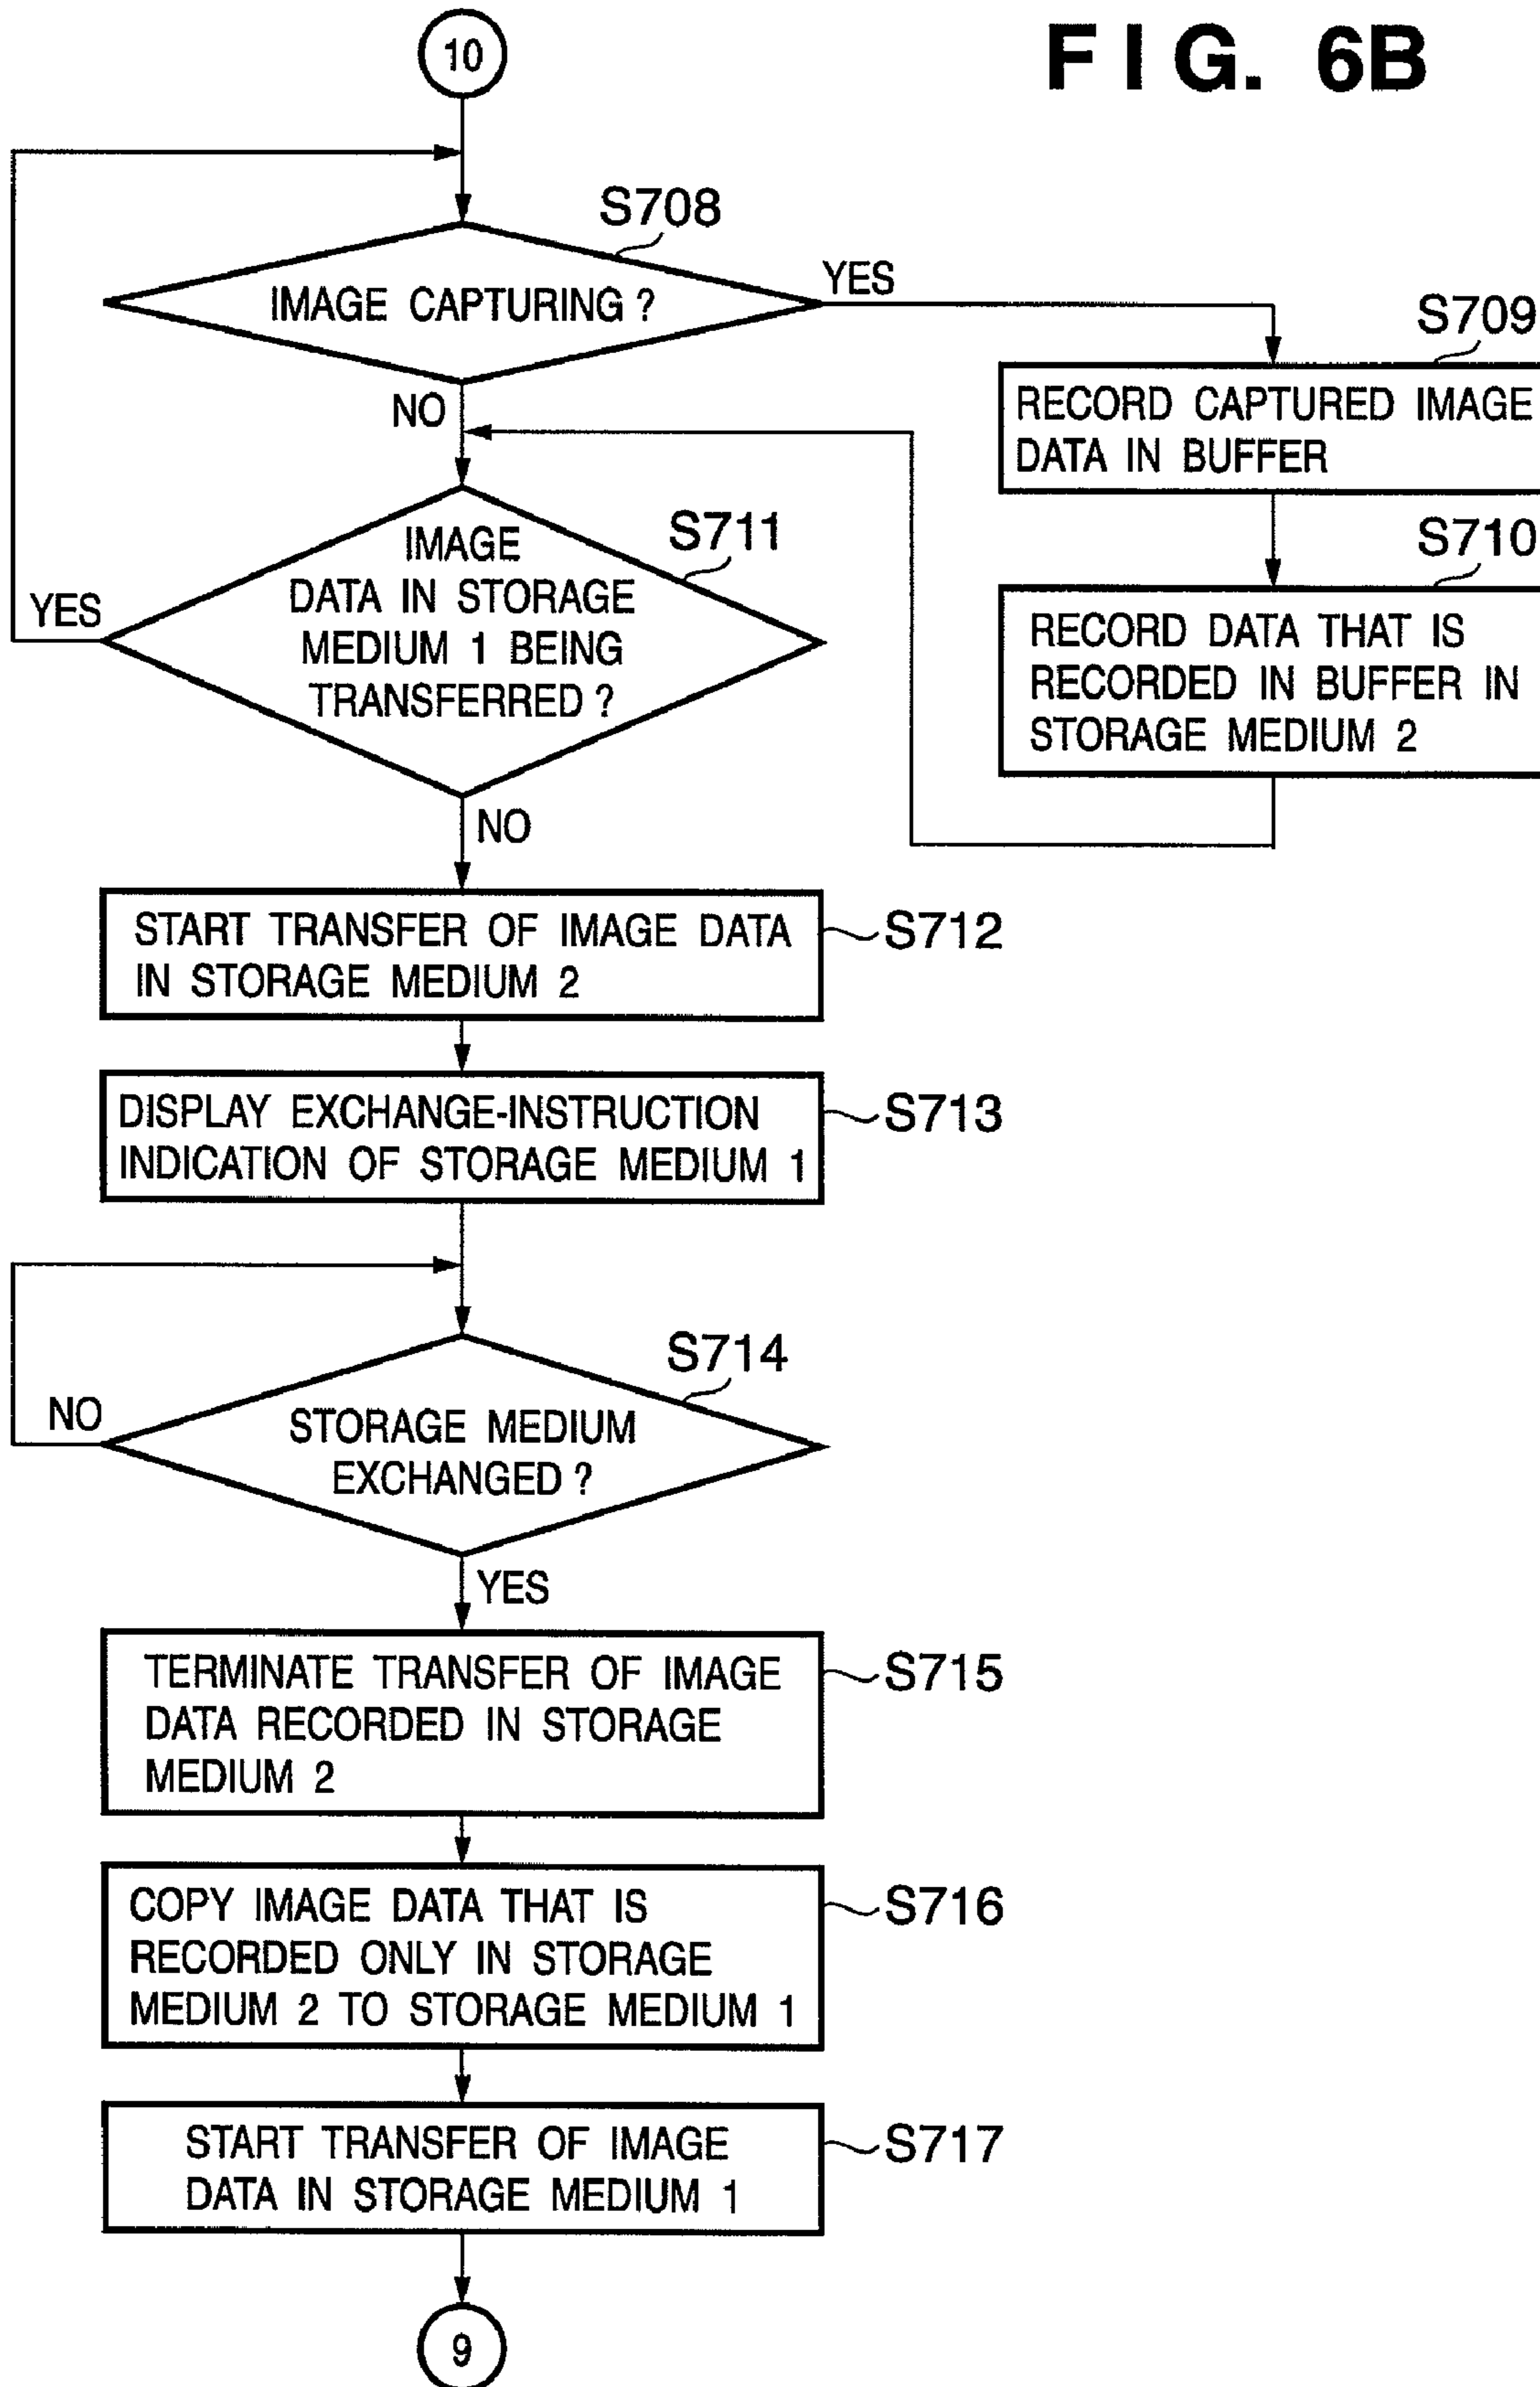 FIG. 6B
10
S708
IMAGE CAPTURING ?
YES
NO
S709
RECORD CAPTURED IMAGE
DATA IN BUFFER
S710
RECORD DATA THAT IS
RECORDED IN BUFFER IN
STORAGE MEDIUM 2
S711
IMAGE
DATA IN STORAGE
MEDIUM 1 BEING
TRANSFERRED ?
YES
NO
START TRANSFER OF IMAGE DATA
IN STORAGE MEDIUM 2
S712
DISPLAY EXCHANGE-INSTRUCTION
INDICATION OF STORAGE MEDIUM 1
S713
S714
STORAGE MEDIUM
EXCHANGED ?
NO
YES
TERMINATE TRANSFER OF IMAGE
DATA RECORDED IN STORAGE
MEDIUM 2
S715
COPY IMAGE DATA THAT IS
RECORDED ONLY IN STORAGE
MEDIUM 2 TO STORAGE MEDIUM 1
S716
START TRANSFER OF IMAGE
DATA IN STORAGE MEDIUM 1
S717
9